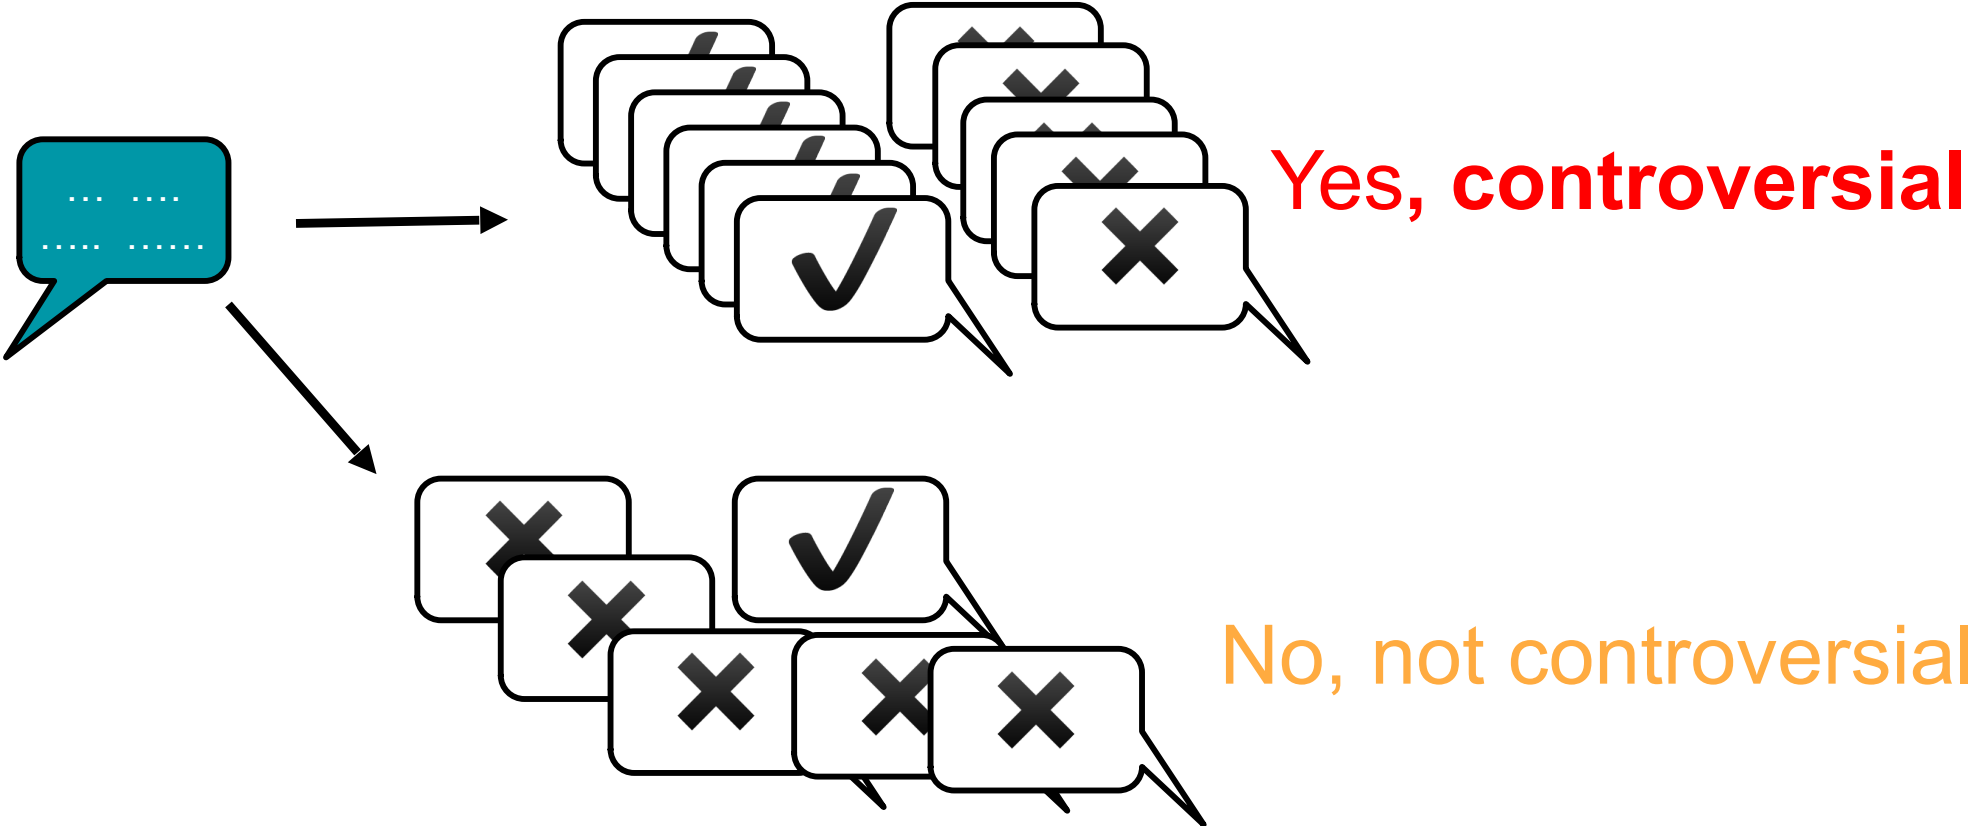 ... ....
..... ......
Yes, controversial
No, not controversial